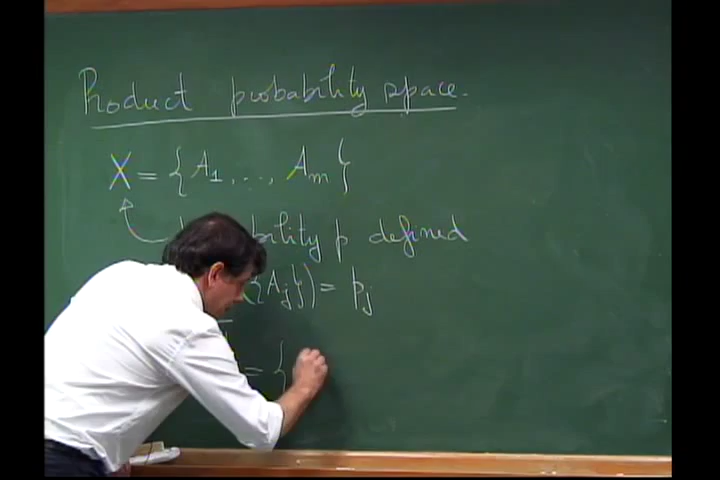 Product probability space.
X = { A₁, ..., Aₘ }
bility p defined
({Aⱼ}) = pⱼ
= {